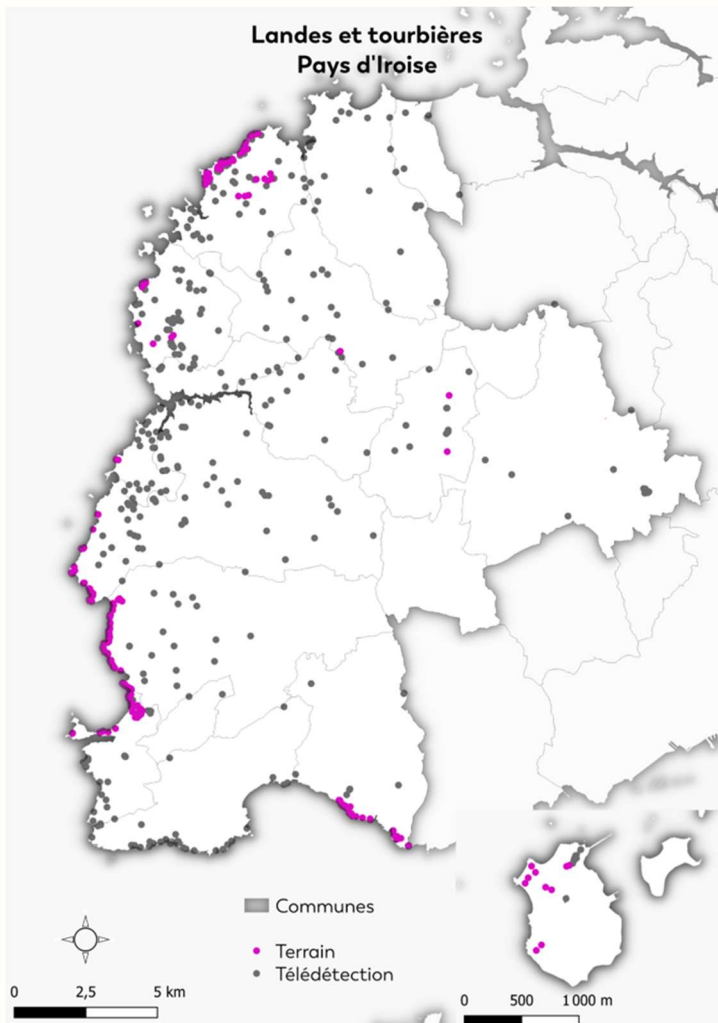 Landes et tourbières
Pays d'Iroise
Communes
Terrain
Télédétection
0 2,5 5 km
0 500 1 000 m